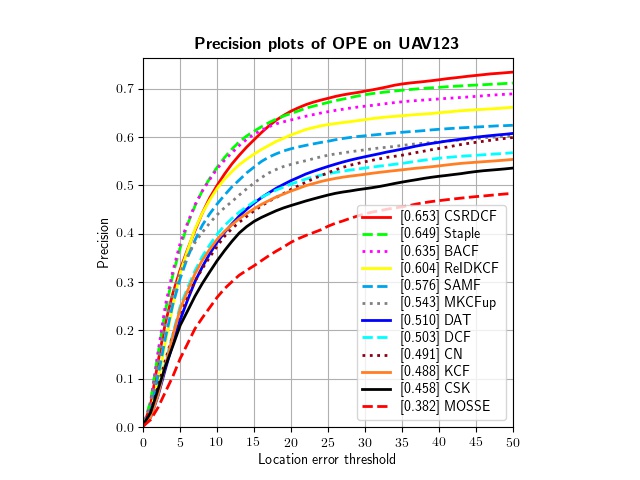 Precision plots of OPE on UAV123
Precision
0.7
0.6
0.5
0.4
0.3
0.2
0.1
0.0
[0.653] CSRDCF
[0.649] Staple
[0.635] BACF
[0.604] ReIDKCF
[0.576] SAMF
[0.543] MKCFup
[0.510] DAT
[0.503] DCF
[0.491] CN
[0.488] KCF
[0.458] CSK
[0.382] MOSSE
0 5 10 15 20 25 30 35 40 45 50
Location error threshold